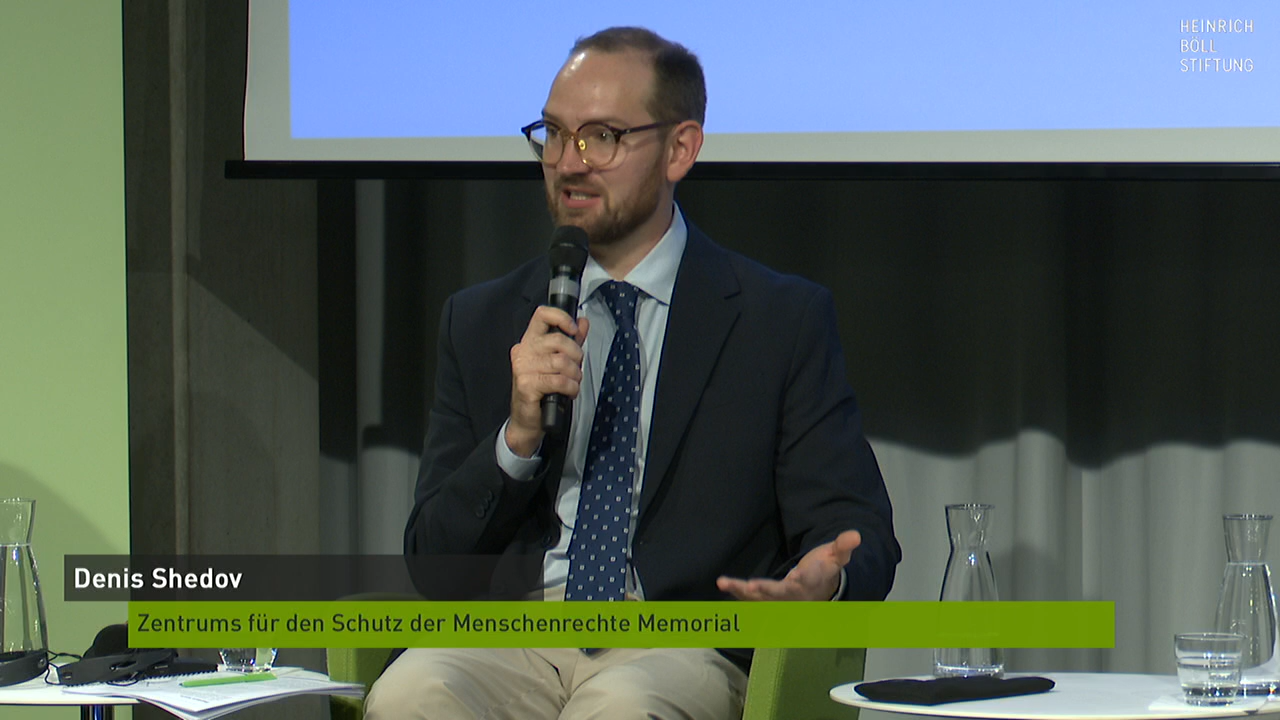 HEINRICH
BÖLL
STIFTUNG
Denis Shedov
Zentrums für den Schutz der Menschenrechte Memorial